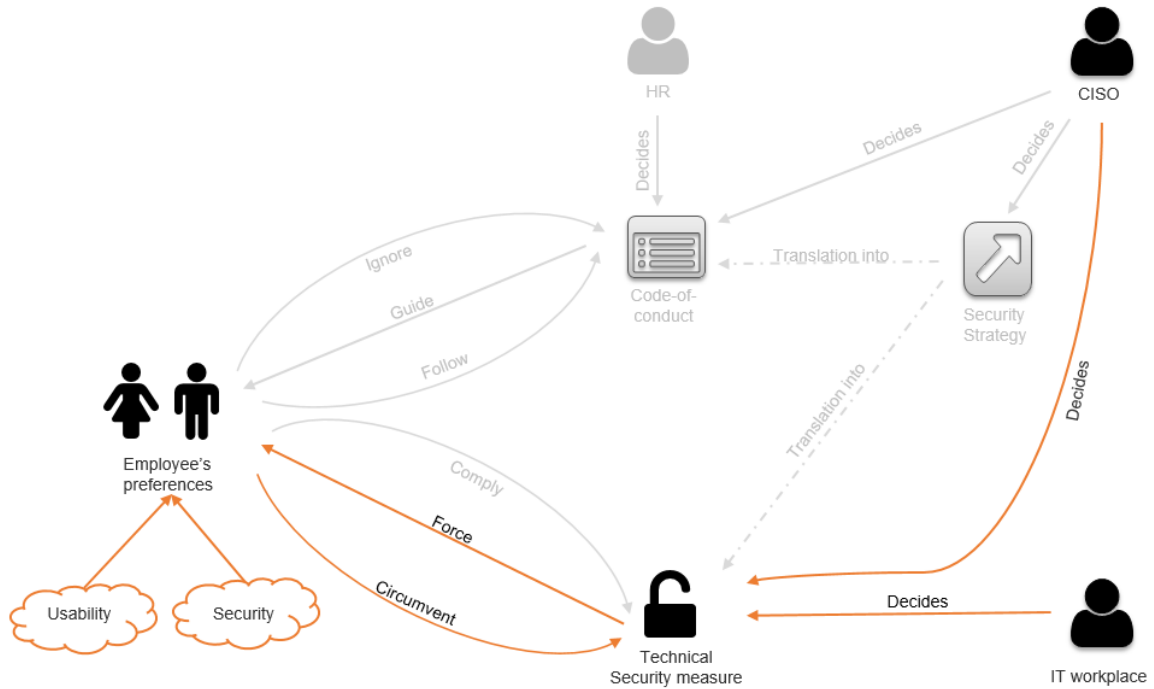 HR
CISO
Decides
Decides
Decides
Ignore
Translation into
Guide
Code-of-
conduct
Security
Strategy
Follow
Decides
Translation into
Employee's
preferences
Comply
Force
Usability
Security
Circumvent
Decides
Technical
Security measure
IT workplace